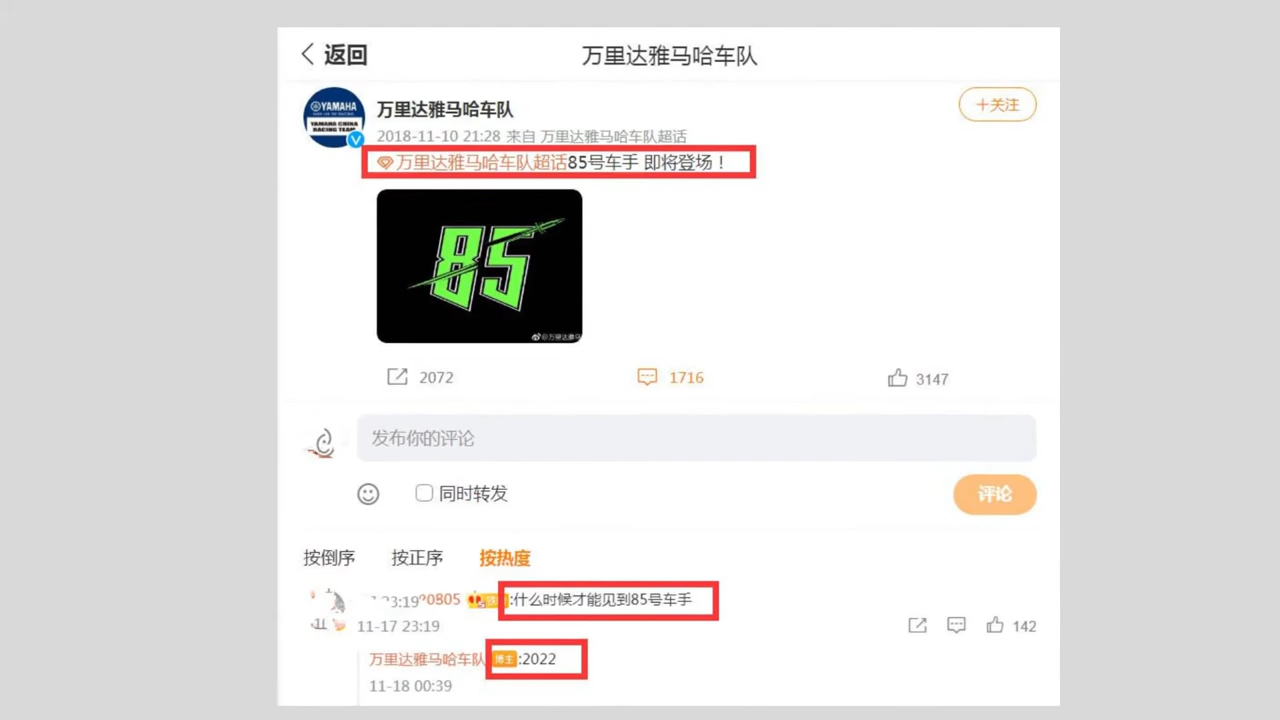 返回
万里达雅马哈车队
YAMAHA
YAMAHA CHINA
RACING TEAM
万里达雅马哈车队
+关注
2018-11-10 21:28 来自 万里达雅马哈车队超话
万里达雅马哈车队超话85号车手 即将登场！
85
2072
1716
3147
发布你的评论
同时转发
评论
按倒序
按正序
按热度
23:19
0805
:什么时候才能见到85号车手
11-17 23:19
142
万里达雅马哈车队 博主 :2022
11-18 00:39